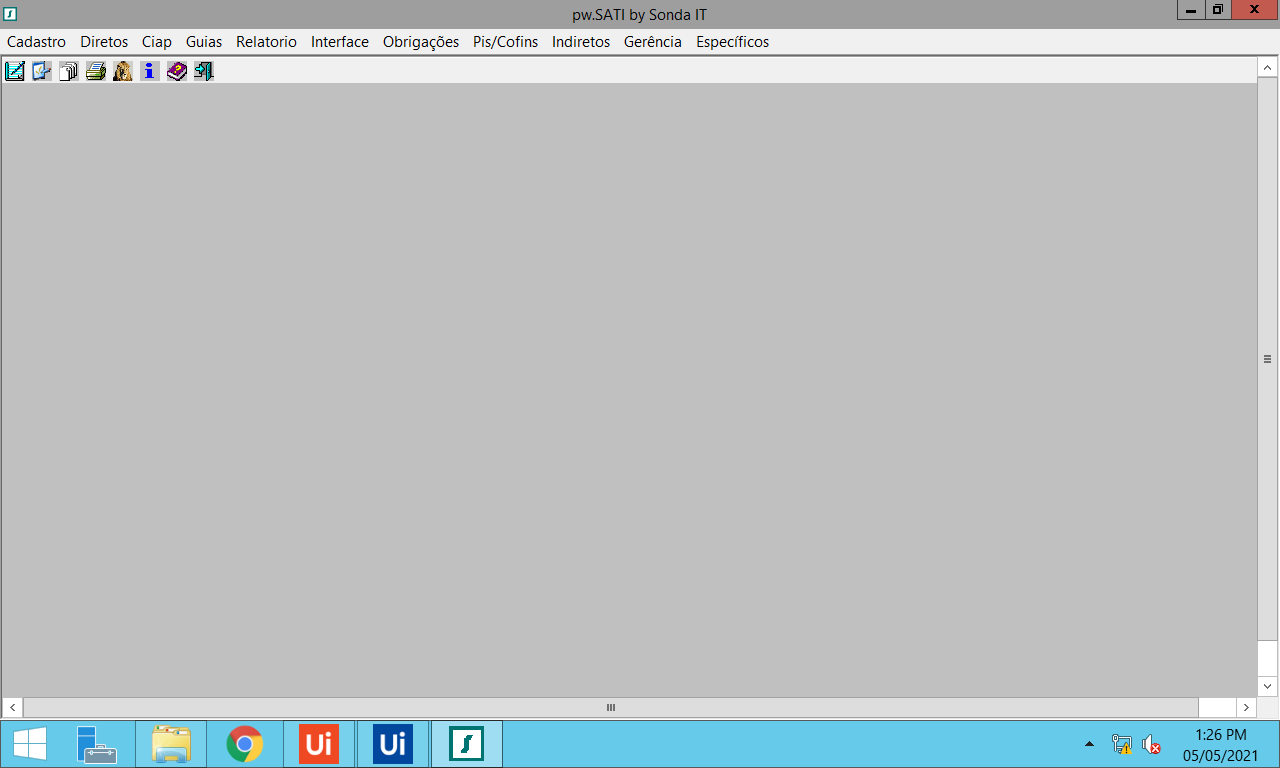 pw.SATI by Sonda IT
Cadastro Diretos Ciap Guias Relatorio Interface Obrigações Pis/Cofins Indiretos Gerência Específicos
Ui Ui
1:26 PM
05/05/2021